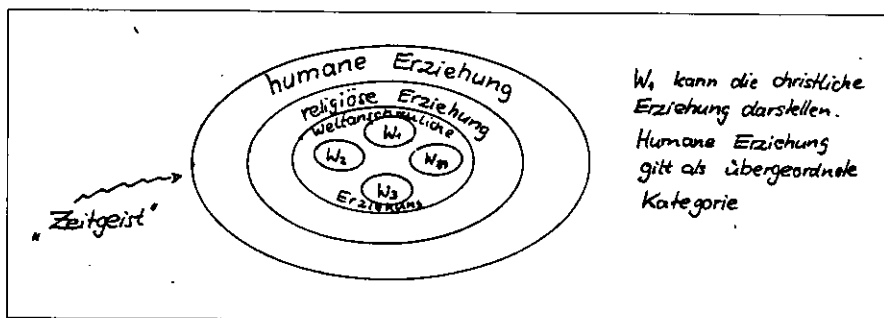 humane Erziehung
religiöse Erziehung
Weltanschauliche
W₁
W₂
W₃
Erziehung
"Zeitgeist"
W₁ kann die christliche
Erziehung darstellen.
Humane Erziehung
gilt als übergeordnete
Kategorie